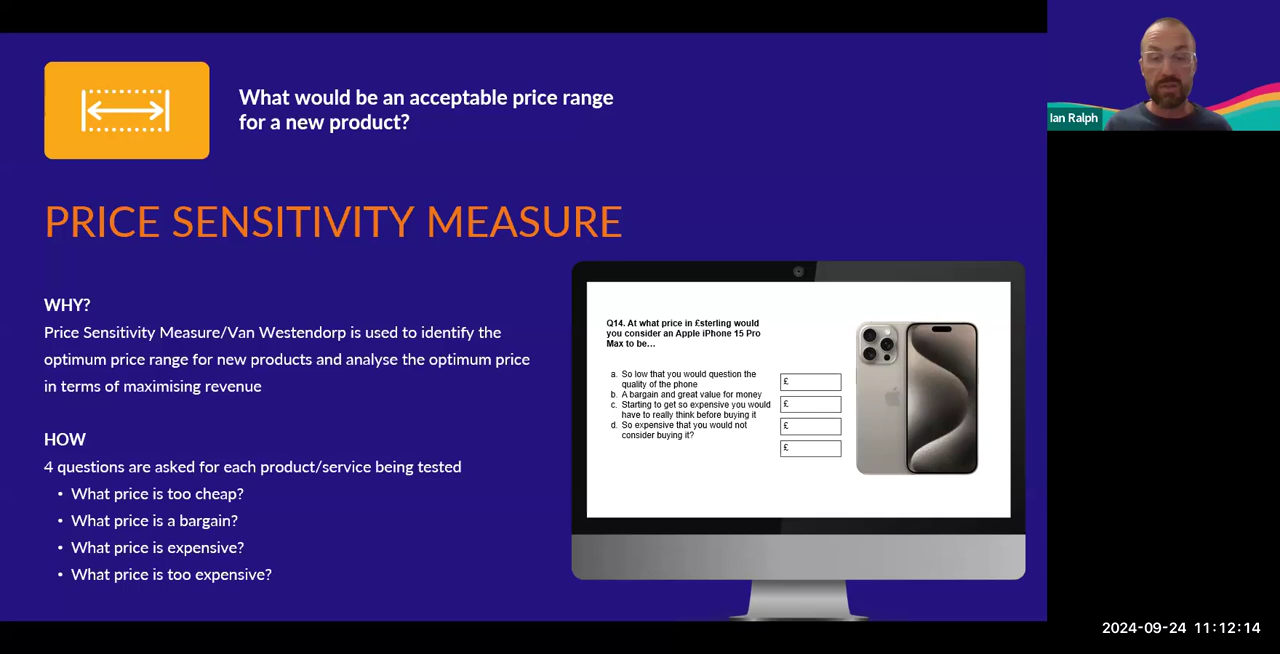 What would be an acceptable price range
for a new product?
Ian Ralph
PRICE SENSITIVITY MEASURE
WHY?
Price Sensitivity Measure/Van Westendorp is used to identify the
optimum price range for new products and analyse the optimum price
in terms of maximising revenue
HOW
4 questions are asked for each product/service being tested
• What price is too cheap?
• What price is a bargain?
• What price is expensive?
• What price is too expensive?
Q14. At what price in £sterling would
you consider an Apple iPhone 15 Pro
Max to be...
a. So low that you would question the
quality of the phone
b. A bargain and great value for money
c. Starting to get so expensive you would
have to really think before buying it
d. So expensive that you would not
consider buying it?
£
£
£
£
2024-09-24 11:12:14